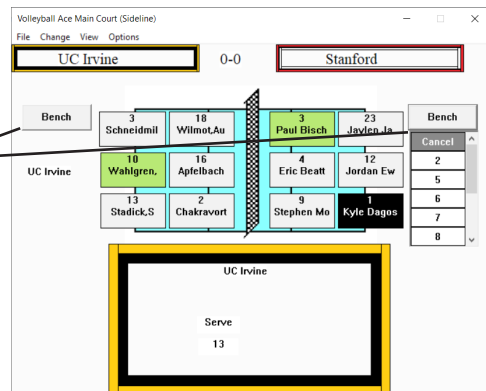 Volleyball Ace Main Court (Sideline)
File Change View Options
UC Irvine 0-0 Stanford
Bench
3
Schneidmil
18
Wilmot,Au
3
Paul Bisch
23
Jaylen Ja
Bench
Cancel
2
5
6
7
8
UC Irvine
10
Wahlgren,
16
Apfelbach
4
Eric Beatt
12
Jordan Ew
13
Stadick,S
2
Chakravort
9
Stephen Mo
1
Kyle Dagos
UC Irvine
Serve
13